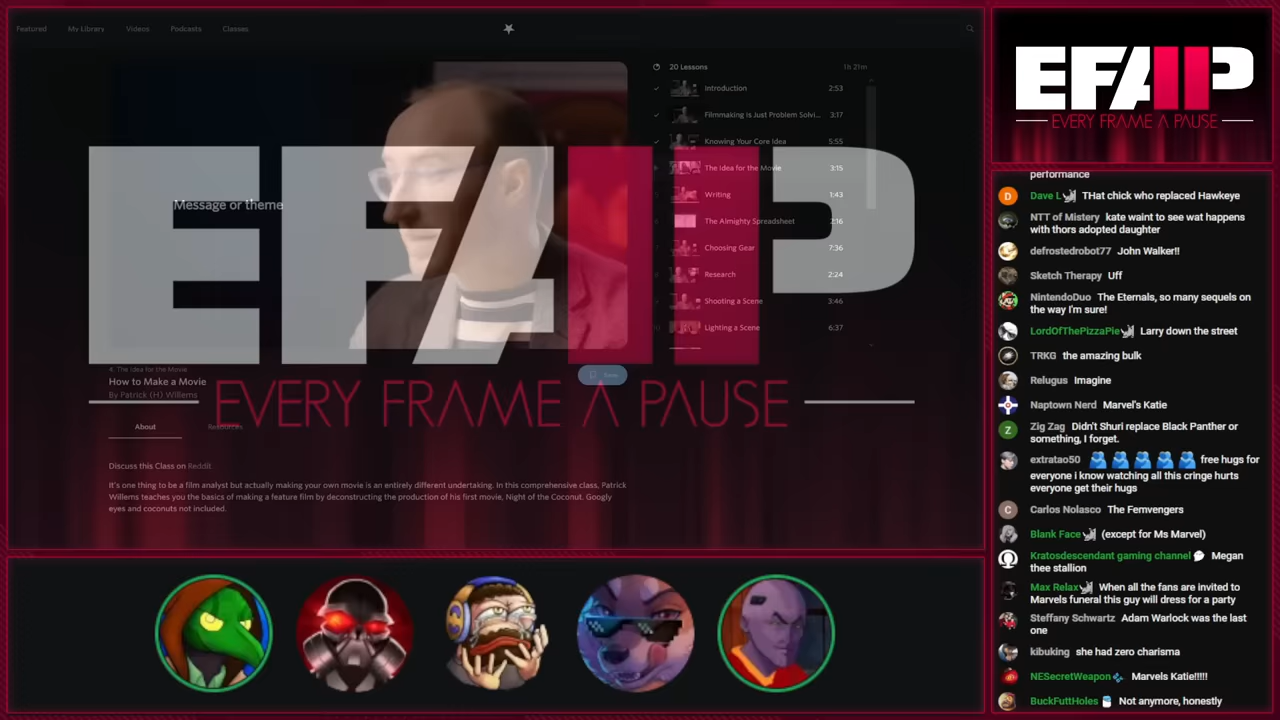 Featured
My Library
Videos
Podcasts
Classes
20 Lessons
1h 21m
Introduction
2:53
Filmmaking is Just Problem Solvi...
3:17
Knowing Your Core Idea
5:55
The Idea for the Movie
3:15
Writing
1:43
The Almighty Spreadsheet
2:16
Choosing Gear
7:36
Research
2:24
Shooting a Scene
3:46
Lighting a Scene
6:37
Message or theme
EFAP
EVERY FRAME A PAUSE
4. The Idea for the Movie
How to Make a Movie
By Patrick (H) Willems
About
Resources
Discuss this Class on Reddit
It's one thing to be a film analyst but actually making your own movie is an entirely different undertaking. In this comprehensive class, Patrick
Willems teaches you the basics of making a feature film by deconstructing the production of his first movie, Night of the Coconut. Googly
eyes and coconuts not included.
EFAP
EVERY FRAME A PAUSE
performance
D
Dave L THat chick who replaced Hawkeye
NTT of Mistery kate waint to see wat happens
with thors adopted daughter
defrostedrobot77 John Walker!!
Sketch Therapy Uff
NintendoDuo The Eternals, so many sequels on
the way I'm sure!
LordOfThePizzaPie Larry down the street
TRKG the amazing bulk
Relugus Imagine
Naptown Nerd Marvel's Katie
Z
Zig Zag Didn't Shuri replace Black Panther or
something, I forget.
extratao50 free hugs for
everyone i know watching all this cringe hurts
everyone get their hugs
C
Carlos Nolasco The Femvengers
Blank Face (except for Ms Marvel)
Kratosdescendant gaming channel Megan
thee stallion
Max Relax When all the fans are invited to
Marvels funeral this guy will dress for a party
Steffany Schwartz Adam Warlock was the last
one
kibuking she had zero charisma
NESecretWeapon Marvels Katie!!!!!
BuckFuttHoles Not anymore, honestly